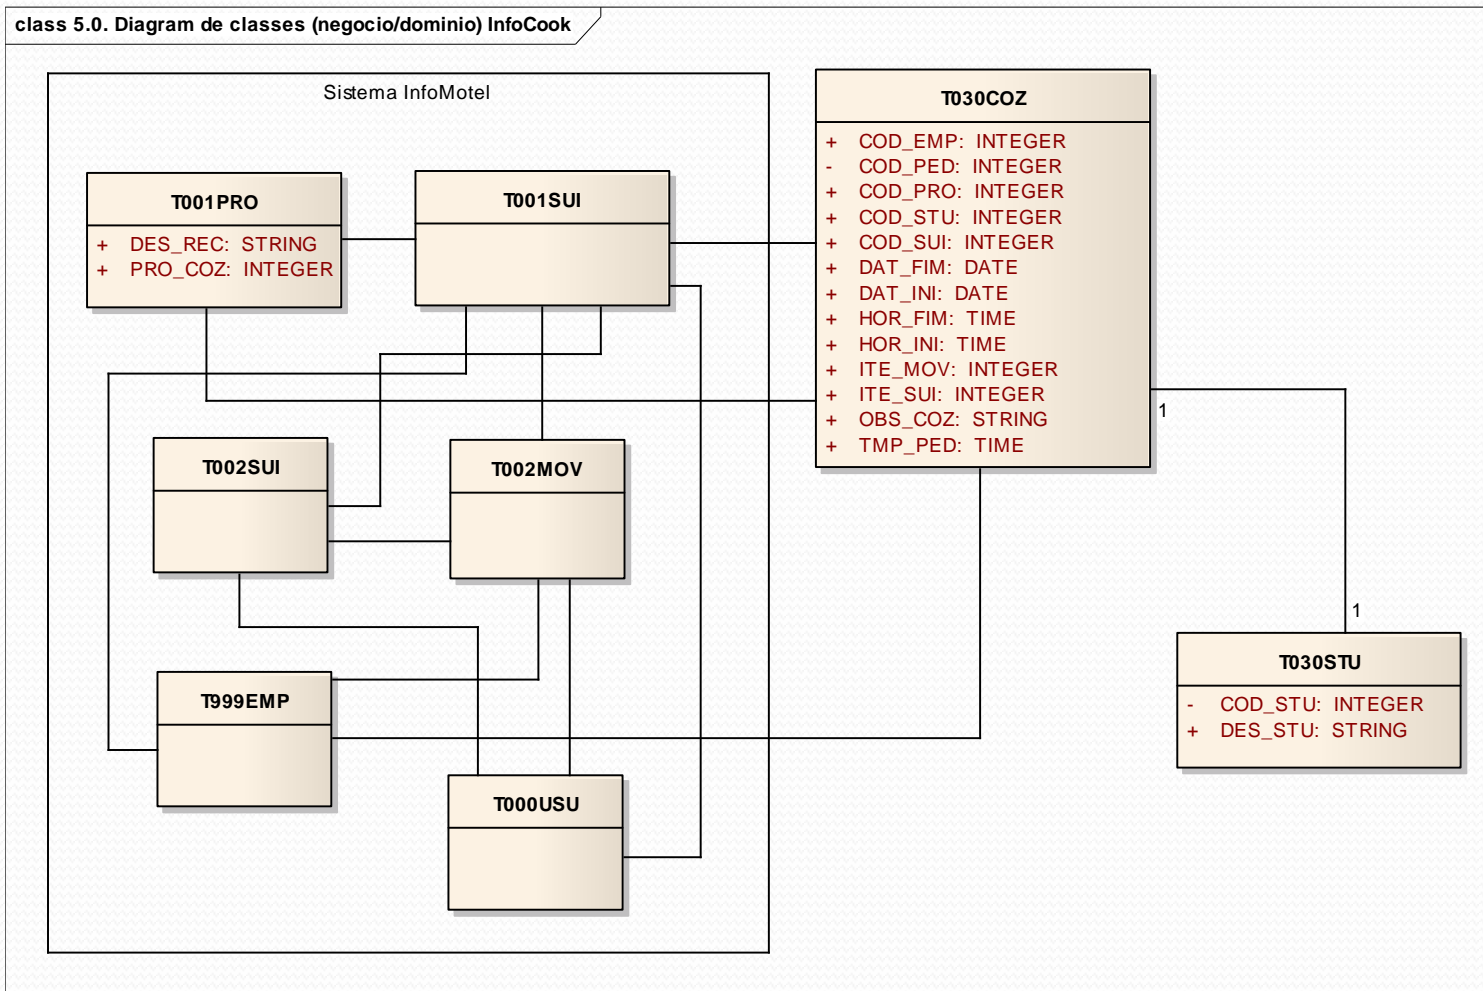 class 5.0. Diagram de classes (negocio/dominio) InfoCook
Sistema InfoMotel
T001PRO
+ DES_REC: STRING
+ PRO_COZ: INTEGER
T001SUI
T030COZ
+ COD_EMP: INTEGER
- COD_PED: INTEGER
+ COD_PRO: INTEGER
+ COD_STU: INTEGER
+ COD_SUI: INTEGER
+ DAT_FIM: DATE
+ DAT_INI: DATE
+ HOR_FIM: TIME
+ HOR_INI: TIME
+ ITE_MOV: INTEGER
+ ITE_SUI: INTEGER
+ OBS_COZ: STRING
+ TMP_PED: TIME
1
T002SUI
T002MOV
1
T030STU
- COD_STU: INTEGER
+ DES_STU: STRING
T999EMP
T000USU